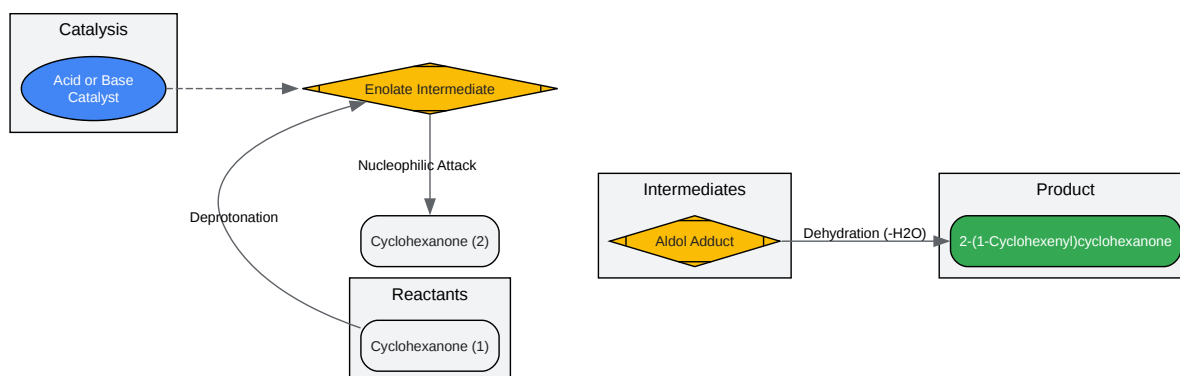 Catalysis
Acid or Base
Catalyst
Enolate Intermediate
Nucleophilic Attack
Deprotonation
Cyclohexanone (2)
Reactants
Cyclohexanone (1)
Intermediates
Aldol Adduct
Dehydration (-H2O)
Product
2-(1-Cyclohexenyl)cyclohexanone